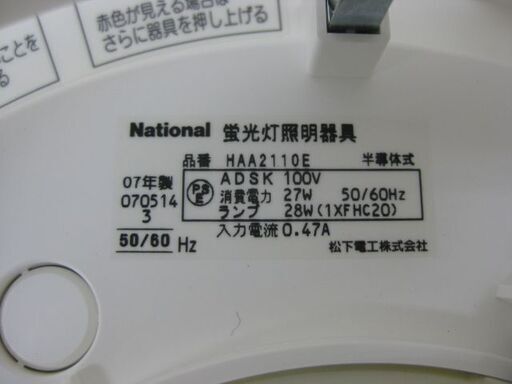 赤色が見える場合は
さらに器具を押し上げる
ことを
る
National 蛍光灯照明器具
品番 HAA2110E 半導体式
07年製
070514
3
50/60 Hz
PS
E
ADSK 100V
消費電力 27W 50/60Hz
ランプ 28W(1XFHC20)
入力電流0.47A
松下電工株式会社